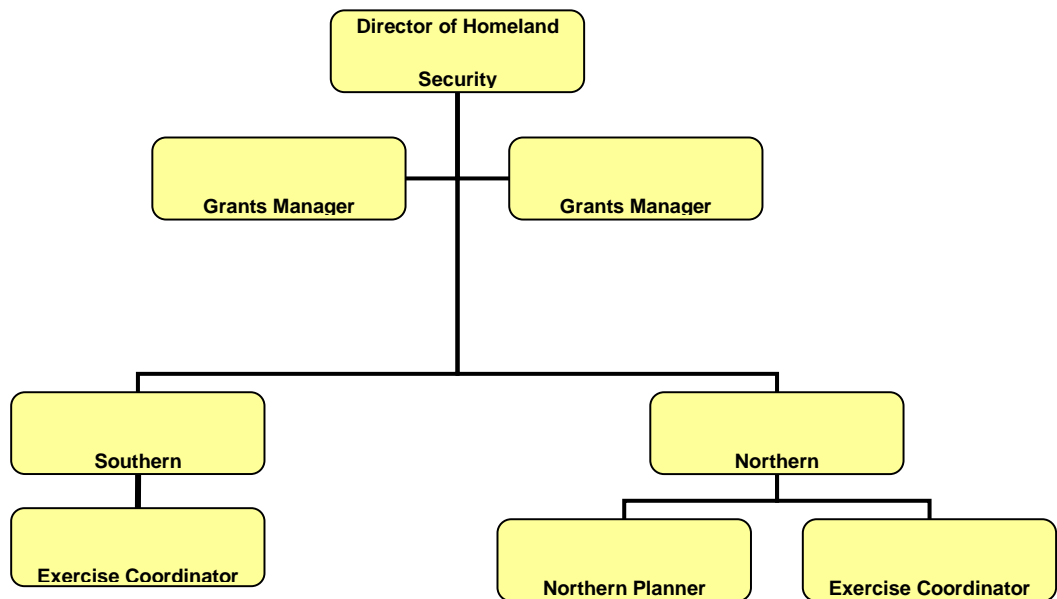 Director of Homeland
Security
Grants Manager
Grants Manager
Southern
Northern
Exercise Coordinator
Northern Planner
Exercise Coordinator